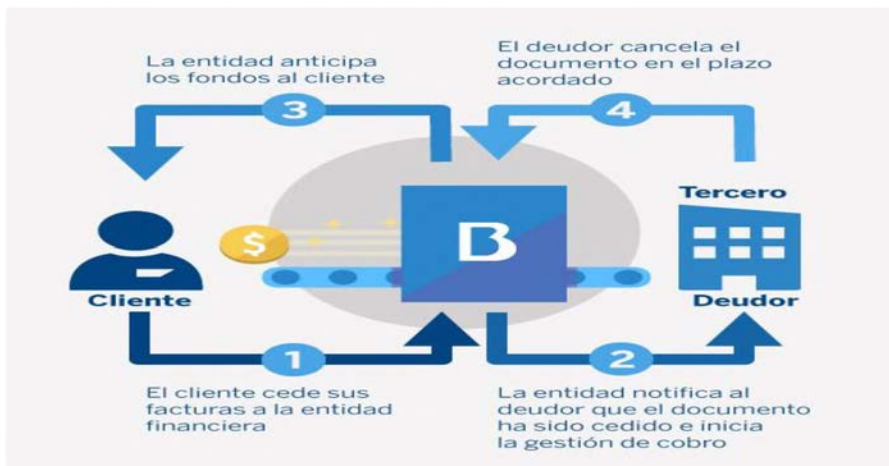 La entidad anticipa
los fondos al cliente
3
El deudor cancela el
documento en el plazo
acordado
4
Tercero
$
B
Cliente
Deudor
1
El cliente cede sus
facturas a la entidad
financiera
2
La entidad notifica al
deudor que el documento
ha sido cedido e inicia
la gestión de cobro